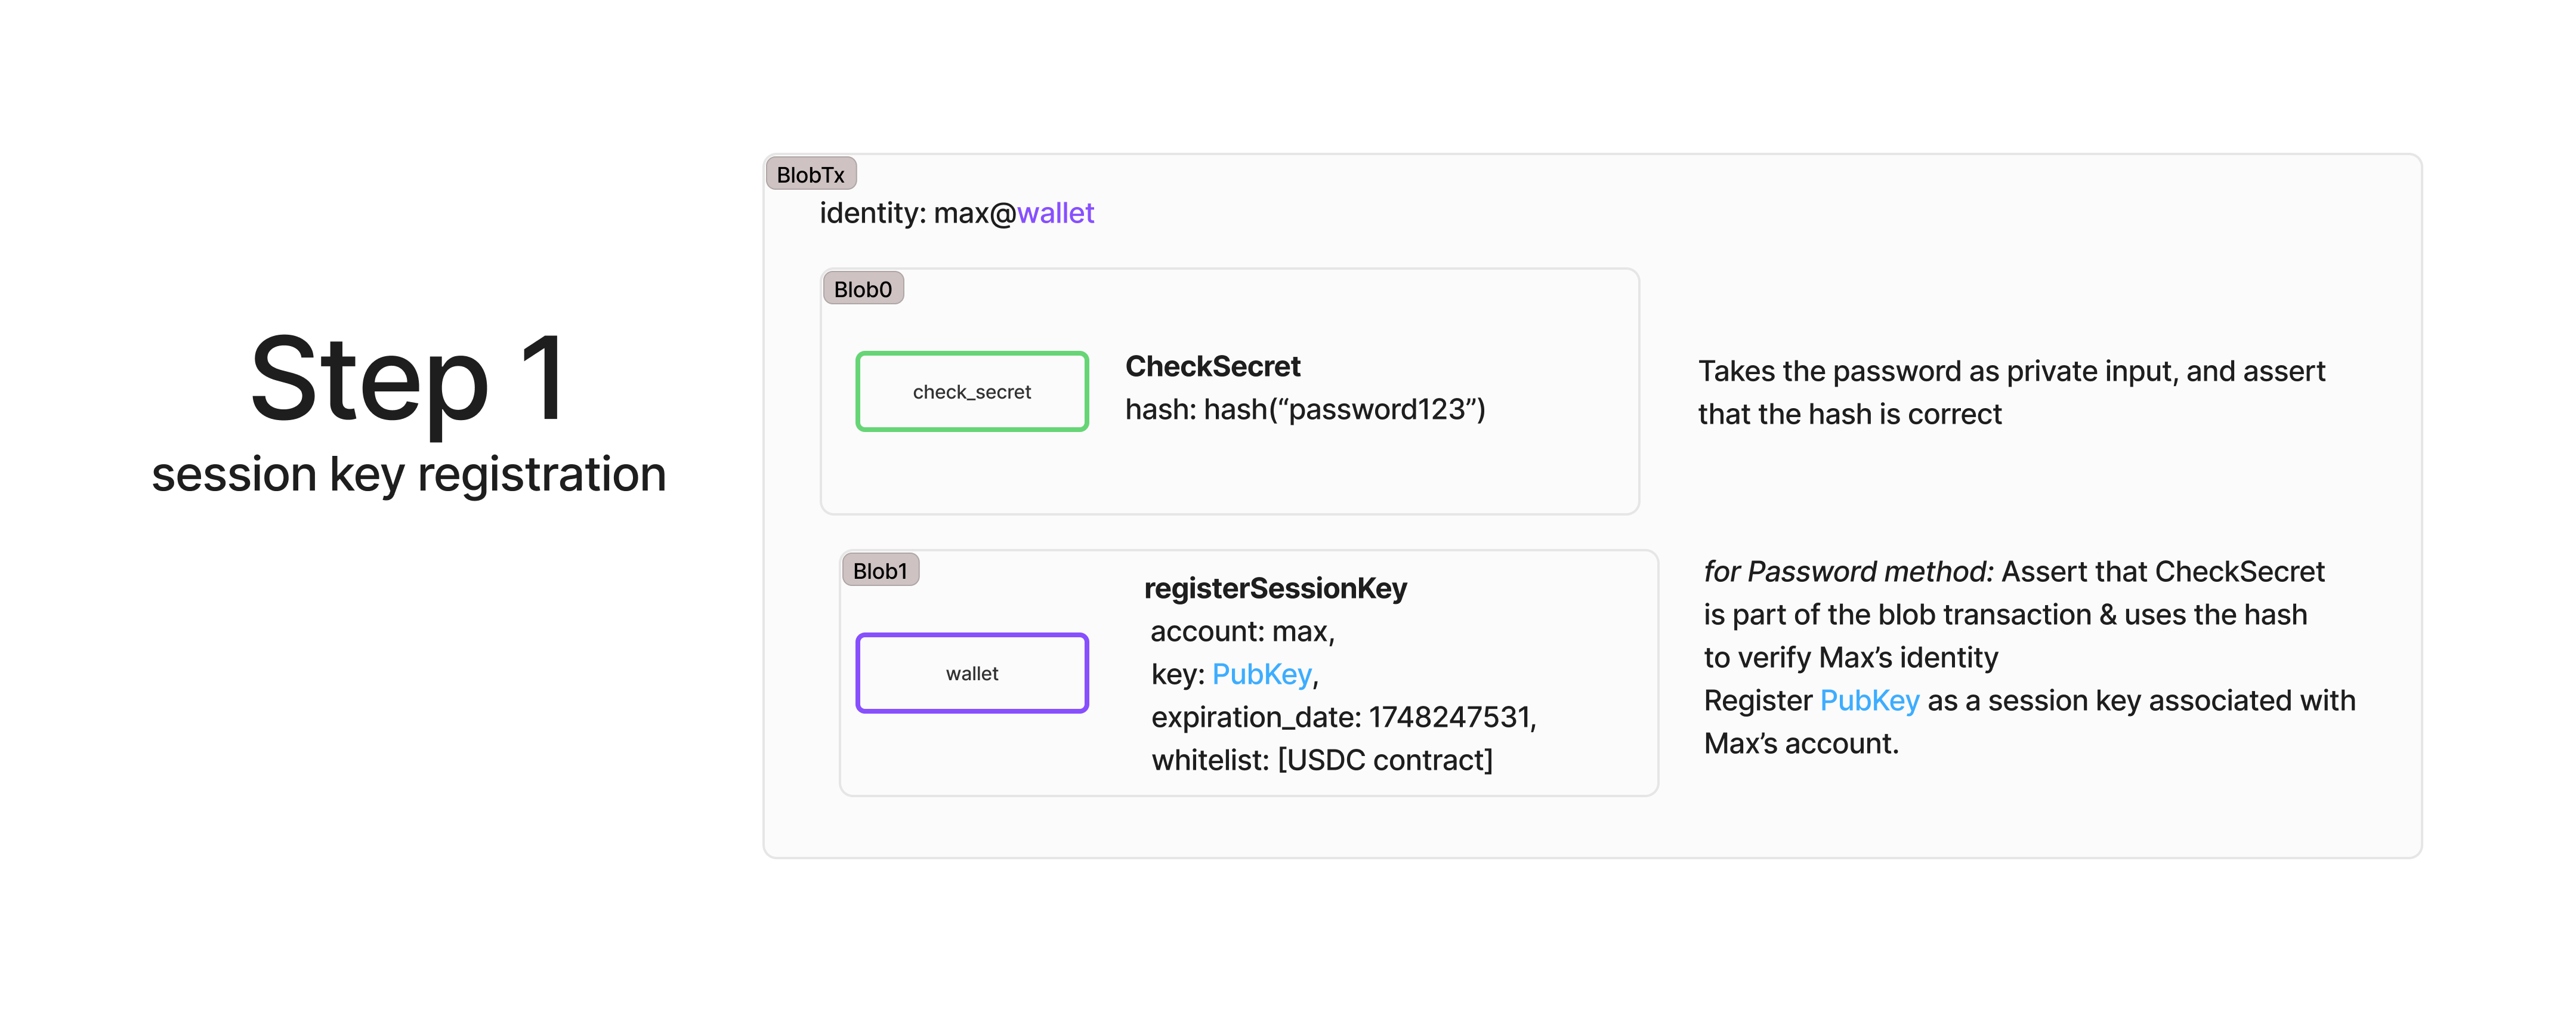 Step 1
session key registration
BlobTx
identity: max@wallet
Blob0
check_secret
CheckSecret
hash: hash(“password123”)
Takes the password as private input, and assert
that the hash is correct
Blob1
wallet
registerSessionKey
account: max,
key: PubKey,
expiration_date: 1748247531,
whitelist: [USDC contract]
for Password method: Assert that CheckSecret
is part of the blob transaction & uses the hash
to verify Max’s identity
Register PubKey as a session key associated with
Max’s account.